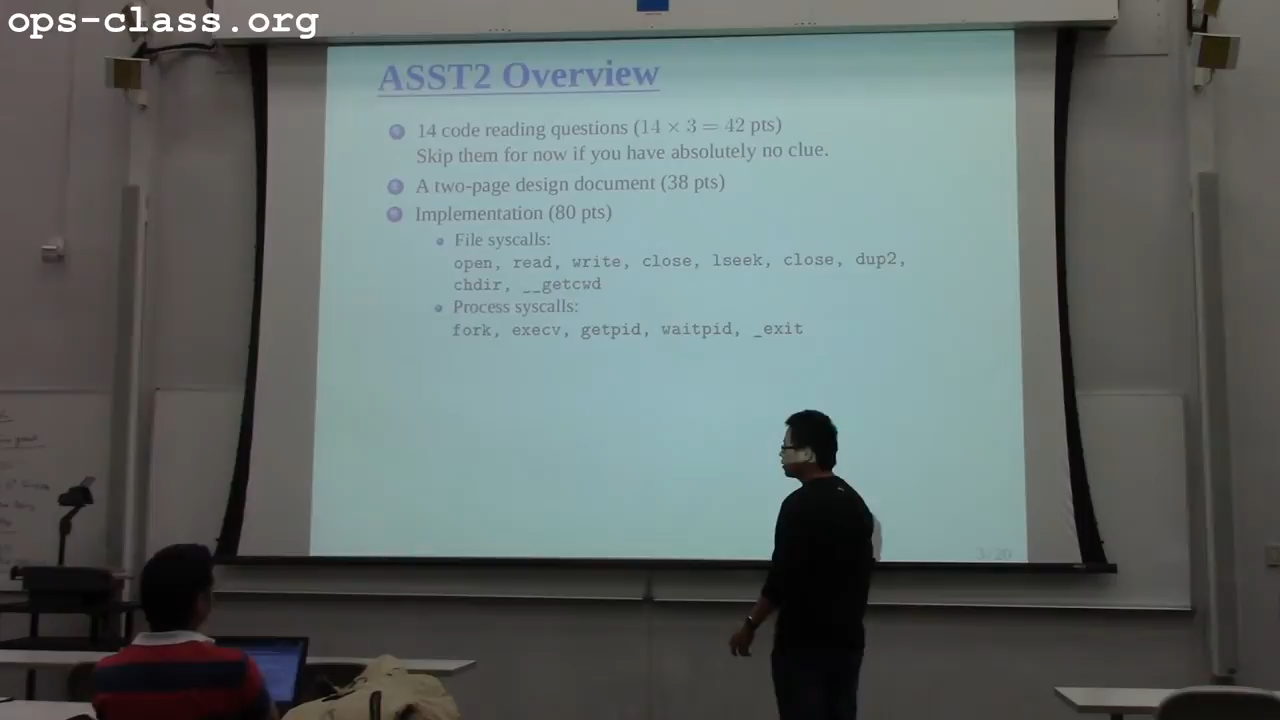 ops-class.org
ASST2 Overview
14 code reading questions (14 × 3 = 42 pts)
Skip them for now if you have absolutely no clue.
A two-page design document (38 pts)
Implementation (80 pts)
File syscalls:
open, read, write, close, lseek, close, dup2,
chdir, __getcwd
Process syscalls:
fork, execv, getpid, waitpid, _exit
3/20